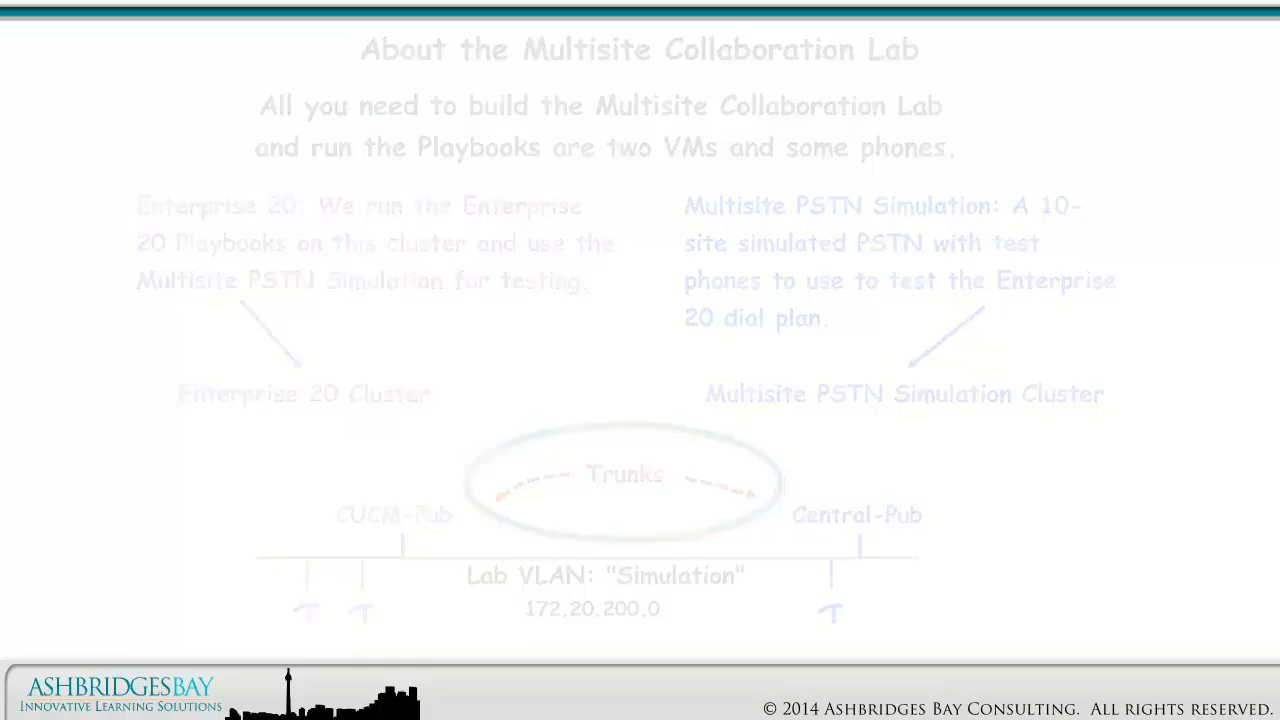 About the Multisite Collaboration Lab
All you need to build the Multisite Collaboration Lab
and run the Playbooks are two VMs and some phones.
Enterprise 20: We run the Enterprise
20 Playbooks on this cluster and use the
Multisite PSTN Simulation for testing.
Multisite PSTN Simulation: A 10-
site simulated PSTN with test
phones to use to test the Enterprise
20 dial plan.
Enterprise 20 Cluster
Multisite PSTN Simulation Cluster
Trunks
CUCM-Pub
Central-Pub
Lab VLAN: "Simulation"
172.20.200.0
ASHBRIDGESBAY
INNOVATIVE LEARNING SOLUTIONS
© 2014 ASHBRIDGES BAY CONSULTING. ALL RIGHTS RESERVED.